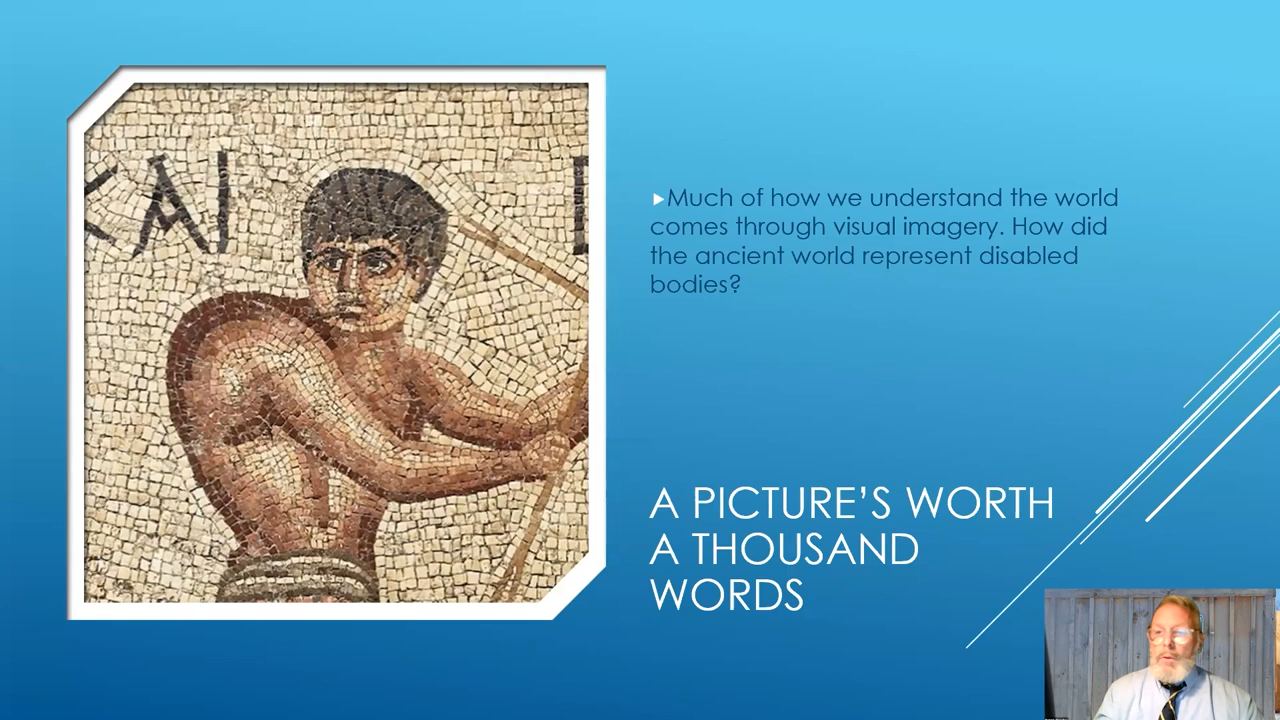 ΚΑΙ
▸Much of how we understand the world
comes through visual imagery. How did
the ancient world represent disabled
bodies?
A PICTURE’S WORTH
A THOUSAND
WORDS